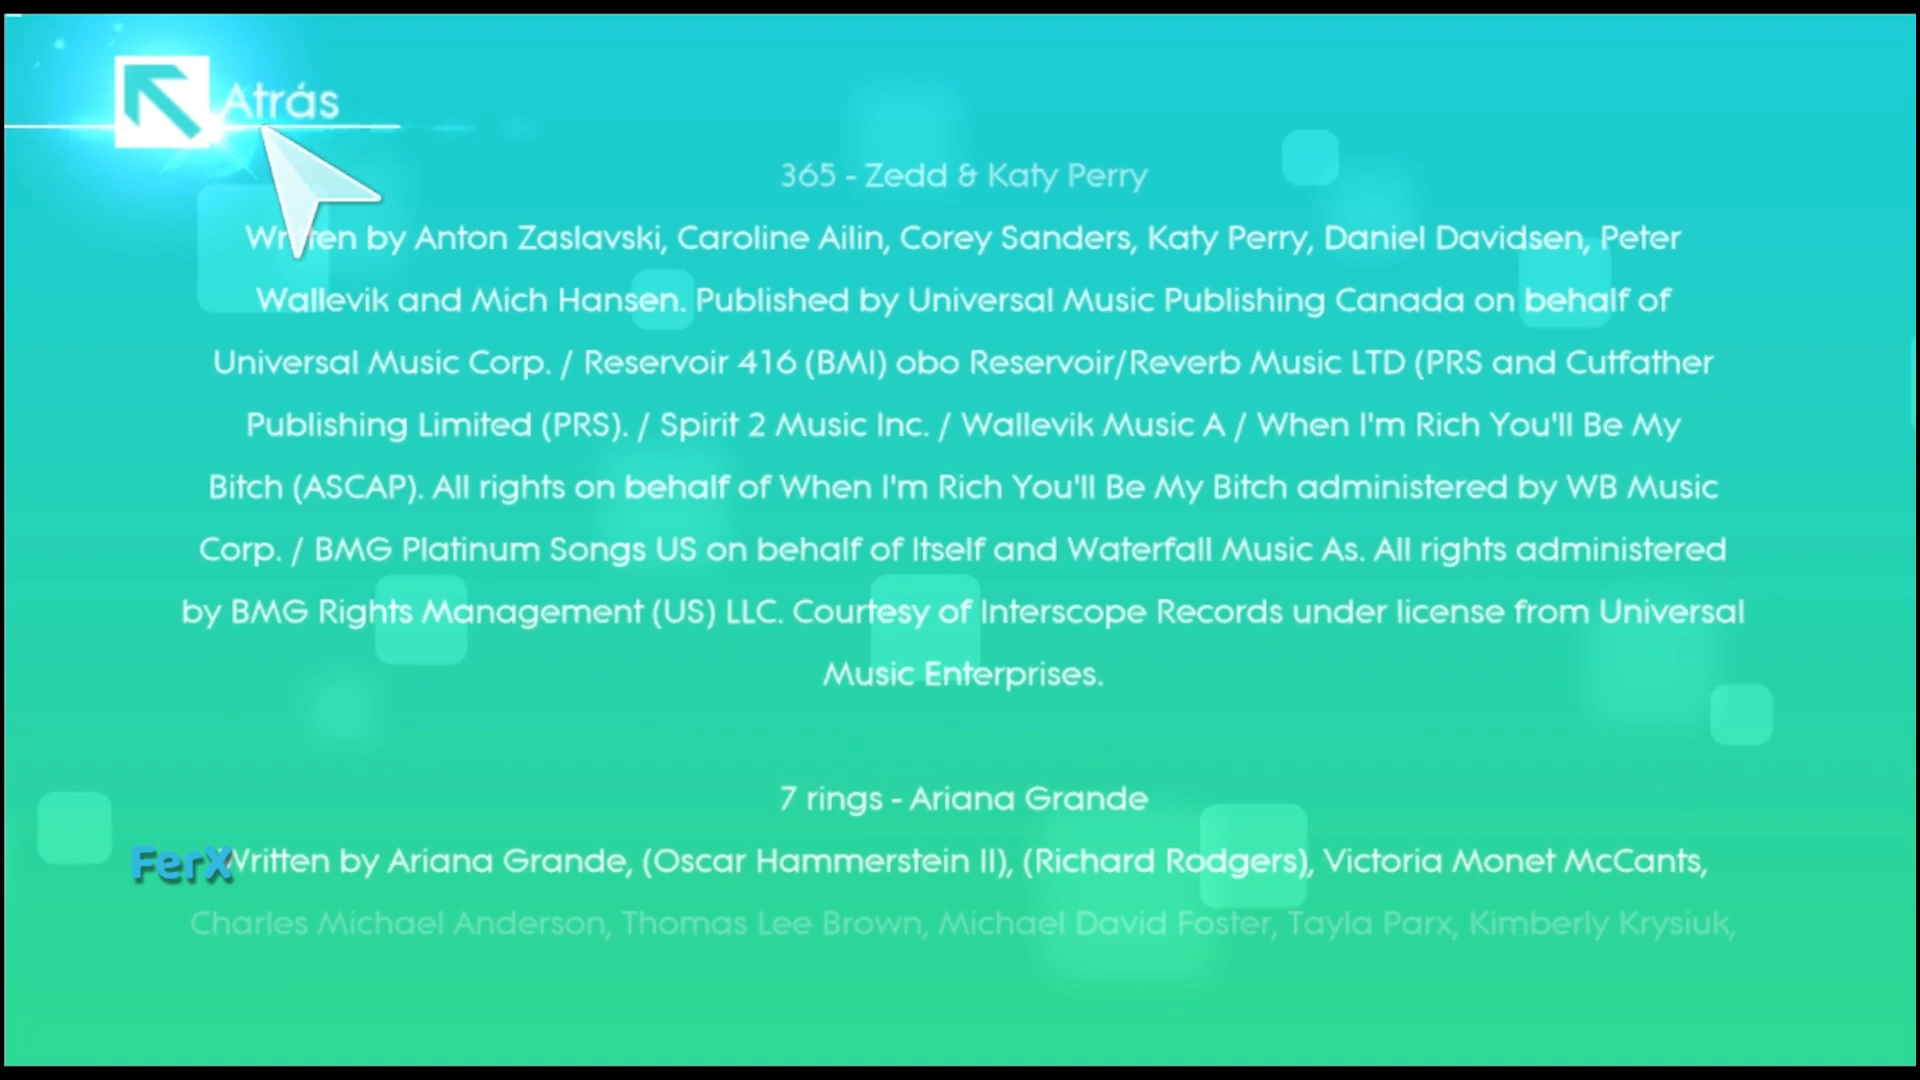 Atrás
365 - Zedd & Katy Perry
Written by Anton Zaslavski, Caroline Ailin, Corey Sanders, Katy Perry, Daniel Davidsen, Peter
Wallevik and Mich Hansen. Published by Universal Music Publishing Canada on behalf of
Universal Music Corp. / Reservoir 416 (BMI) obo Reservoir/Reverb Music LTD (PRS and Cutfather
Publishing Limited (PRS). / Spirit 2 Music Inc. / Wallevik Music A / When I'm Rich You'll Be My
Bitch (ASCAP). All rights on behalf of When I'm Rich You'll Be My Bitch administered by WB Music
Corp. / BMG Platinum Songs US on behalf of Itself and Waterfall Music As. All rights administered
by BMG Rights Management (US) LLC. Courtesy of Interscope Records under license from Universal
Music Enterprises.
7 rings - Ariana Grande
FerX
Written by Ariana Grande, (Oscar Hammerstein II), (Richard Rodgers), Victoria Monet McCants,
Charles Michael Anderson, Thomas Lee Brown, Michael David Foster, Tayla Parx, Kimberly Krysiuk,